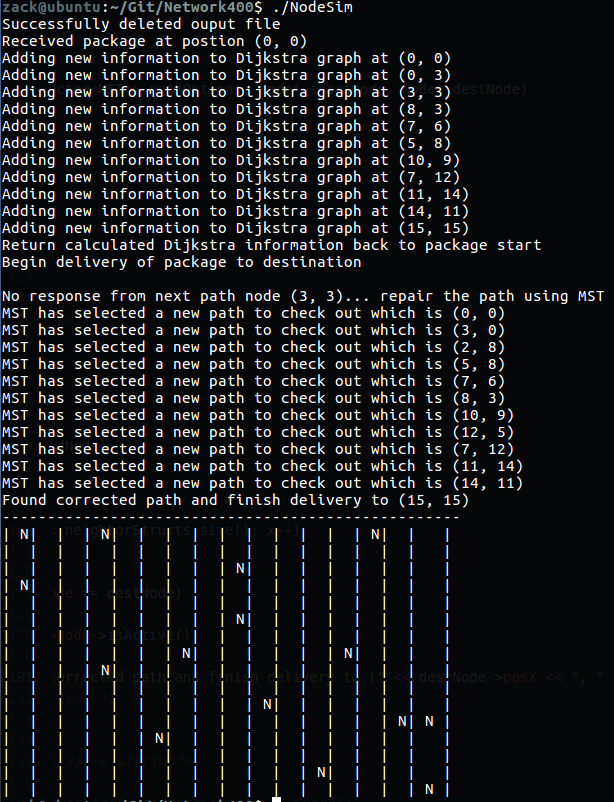 zack@ubuntu:~/Git/Network400$ ./NodeSim
Successfully deleted ouput file
Received package at postion (0, 0)
Adding new information to Dijkstra graph at (0, 0)
Adding new information to Dijkstra graph at (0, 3)
Adding new information to Dijkstra graph at (3, 3)
Adding new information to Dijkstra graph at (8, 3)
Adding new information to Dijkstra graph at (7, 6)
Adding new information to Dijkstra graph at (5, 8)
Adding new information to Dijkstra graph at (10, 9)
Adding new information to Dijkstra graph at (7, 12)
Adding new information to Dijkstra graph at (11, 14)
Adding new information to Dijkstra graph at (14, 11)
Adding new information to Dijkstra graph at (15, 15)
Return calculated Dijkstra information back to package start
Begin delivery of package to destination
No response from next path node (3, 3)... repair the path using MST
MST has selected a new path to check out which is (0, 0)
MST has selected a new path to check out which is (3, 0)
MST has selected a new path to check out which is (2, 8)
MST has selected a new path to check out which is (5, 8)
MST has selected a new path to check out which is (7, 6)
MST has selected a new path to check out which is (8, 3)
MST has selected a new path to check out which is (10, 9)
MST has selected a new path to check out which is (12, 5)
MST has selected a new path to check out which is (7, 12)
MST has selected a new path to check out which is (11, 14)
MST has selected a new path to check out which is (14, 11)
Found corrected path and finish delivery to (15, 15)
---------------------------------------------------
| N|  |  | N|  |  |  |  |  |  |  |  |  | N|  |   |
|  |  |  |  |  |  |  |  |  |  |  |  |  |  |  |   |
|  |  |  |  |  |  |  |  | N|  |  |  |  |  |  |   |
| N|  |  |  |  |  |  |  |  |  |  |  |  |  |  |   |
|  |  |  |  |  |  |  |  |  |  |  |  |  |  |  |   |
|  |  |  |  |  |  |  |  | N|  |  |  |  |  |  |   |
|  |  |  |  |  |  |  |  |  |  |  |  |  |  |  |   |
|  |  |  |  |  |  | N|  |  |  |  |  | N|  |  |   |
|  |  |  | N|  |  |  |  |  |  |  |  |  |  |  |   |
|  |  |  |  |  |  |  |  |  |  |  |  |  |  |  |   |
|  |  |  |  |  |  |  |  |  | N|  |  |  |  |  |   |
|  |  |  |  |  |  |  |  |  |  |  |  |  |  | N| N |
|  |  |  |  |  | N|  |  |  |  |  |  |  |  |  |   |
|  |  |  |  |  |  |  |  |  |  |  |  |  |  |  |   |
|  |  |  |  |  |  |  |  |  |  |  | N|  |  |  |   |
|  |  |  |  |  |  |  |  |  |  |  |  |  |  |  | N |